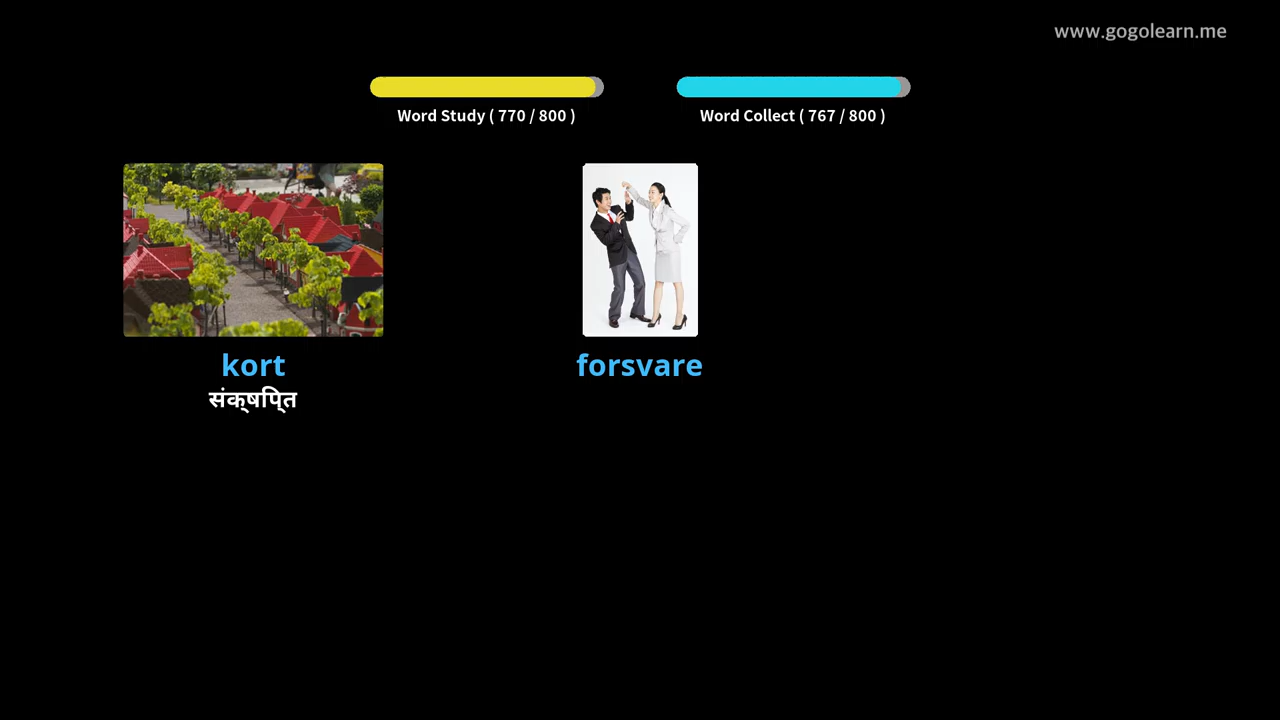 www.gogolearn.me
Word Study ( 770 / 800 )
Word Collect ( 767 / 800 )
kort
संक्षिप्त
forsvare